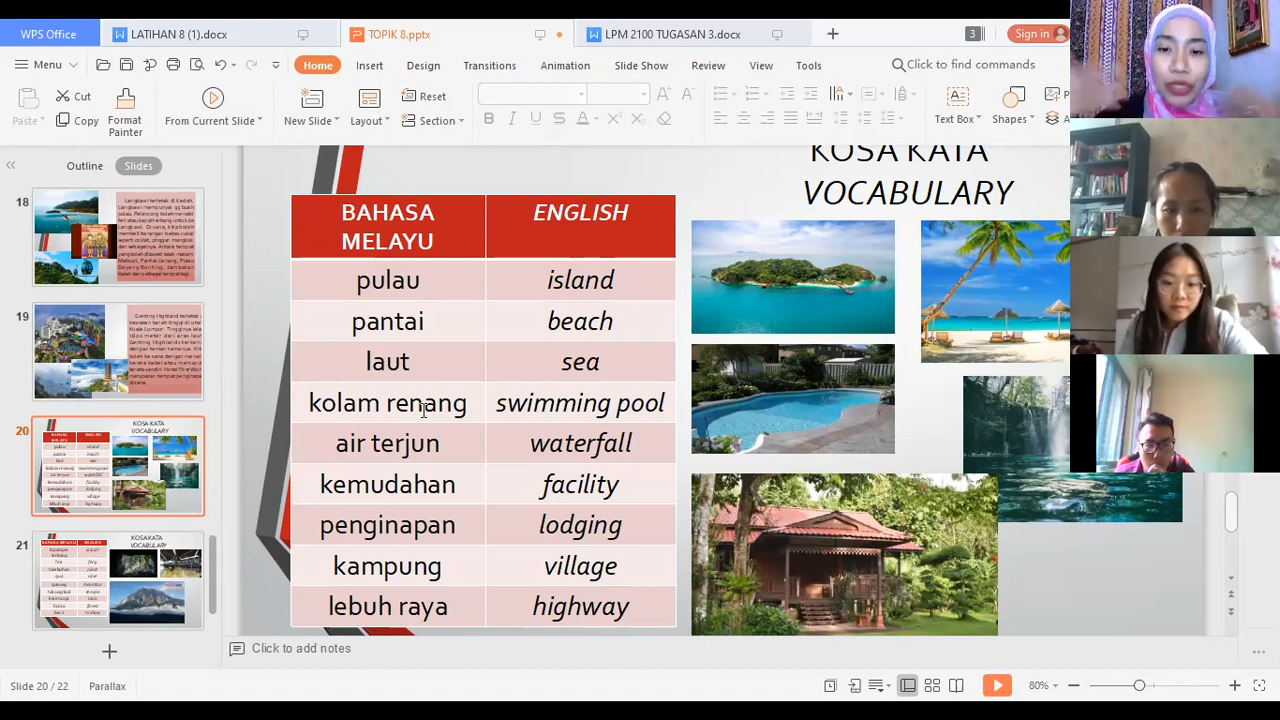 WPS Office
LATIHAN 8 (1).docx
TOPIK 8.pptx
LPM 2100 TUGASAN 3.docx
3
Sign in
Menu
Home
Insert
Design
Transitions
Animation
Slide Show
Review
View
Tools
Click to find commands
Paste
Cut
Format
Painter
From Current Slide
New Slide
Layout
Reset
Section
B I U S A
Text Box
Shapes
Outline
Slides
18
19
20
21
KOSA KATA
VOCABULARY
BAHASA
MELAYU
ENGLISH
pulau
island
pantai
beach
laut
sea
kolam renang
swimming pool
air terjun
waterfall
kemudahan
facility
penginapan
lodging
kampung
village
lebuh raya
highway
Click to add notes
Slide 20 / 22
Parallax
80%